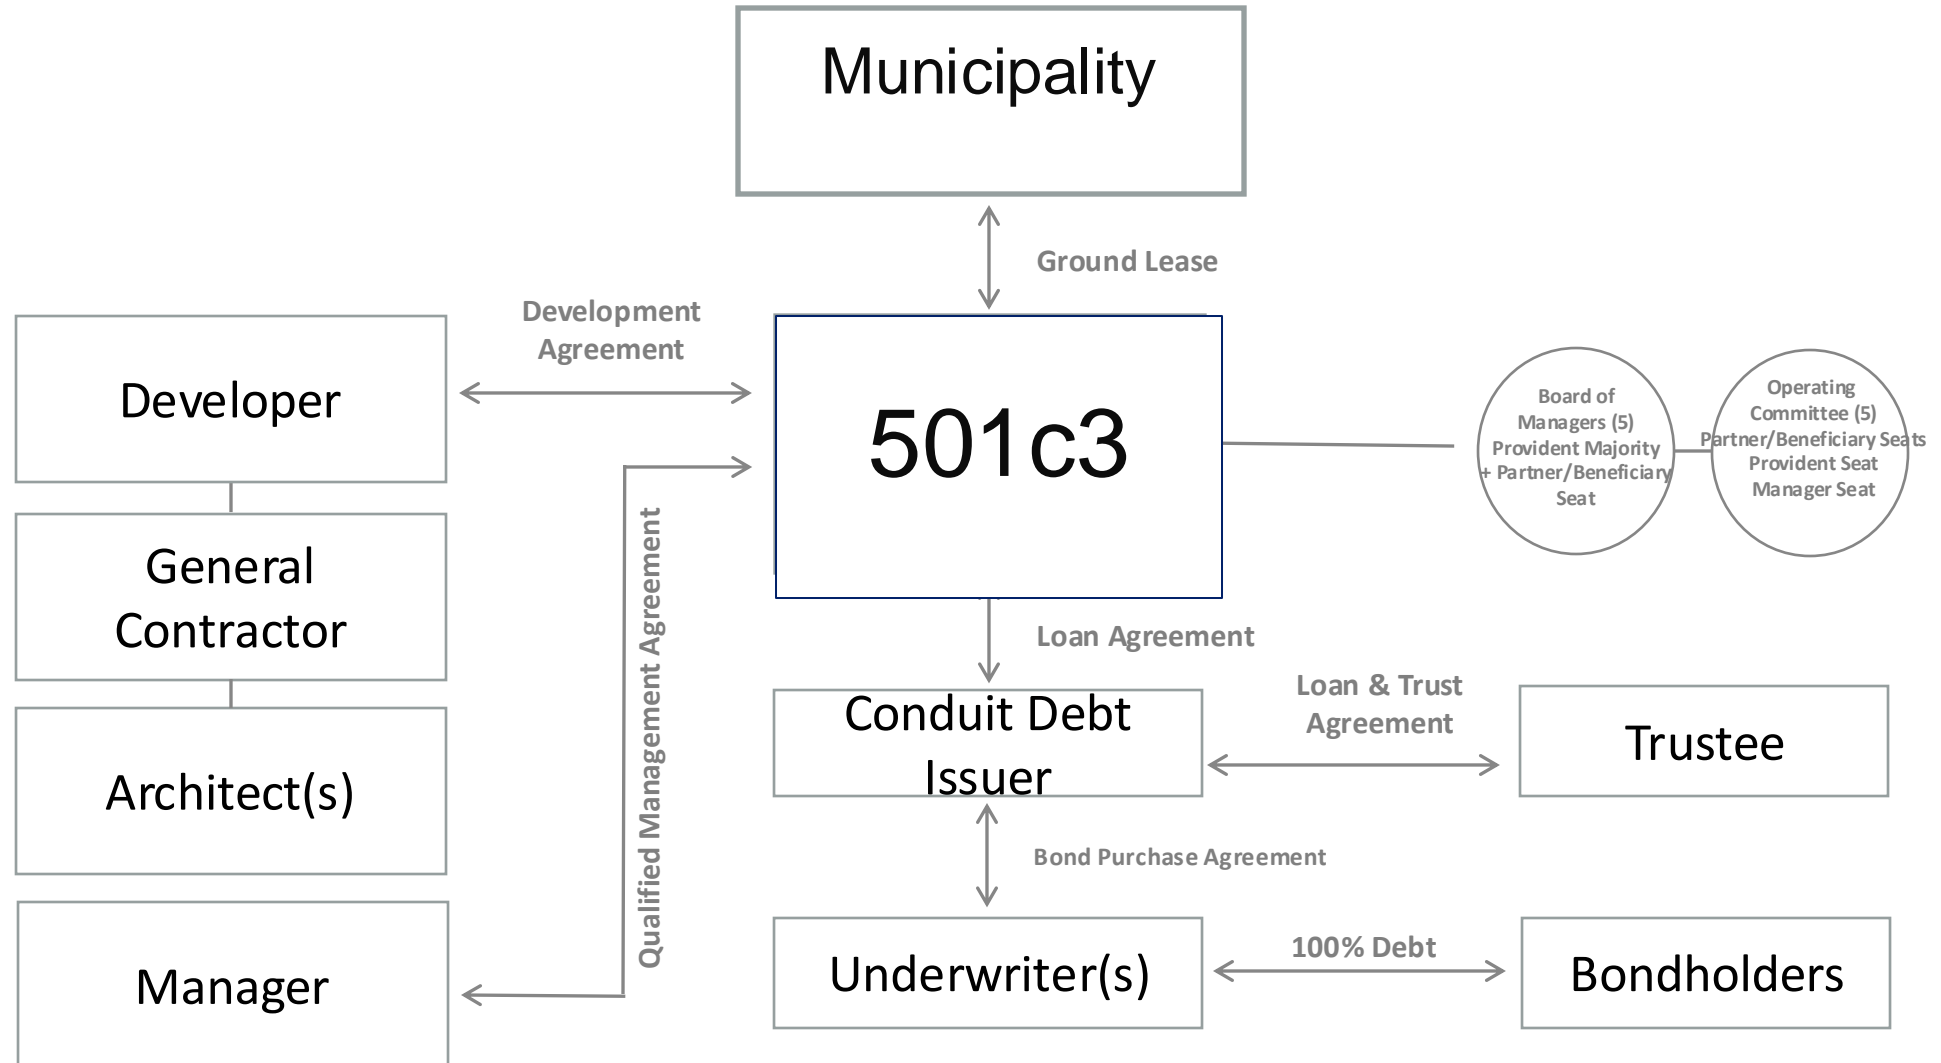 Municipality
Ground Lease
Development
Agreement
Developer
501c3
Board of
Managers (5)
Provident Majority
+ Partner/Beneficiary
Seat
Operating
Committee (5)
Partner/Beneficiary Seats
Provident Seat
Manager Seat
General
Contractor
Qualified Management Agreement
Loan Agreement
Architect(s)
Conduit Debt
Issuer
Loan & Trust
Agreement
Trustee
Bond Purchase Agreement
Manager
Underwriter(s)
100% Debt
Bondholders